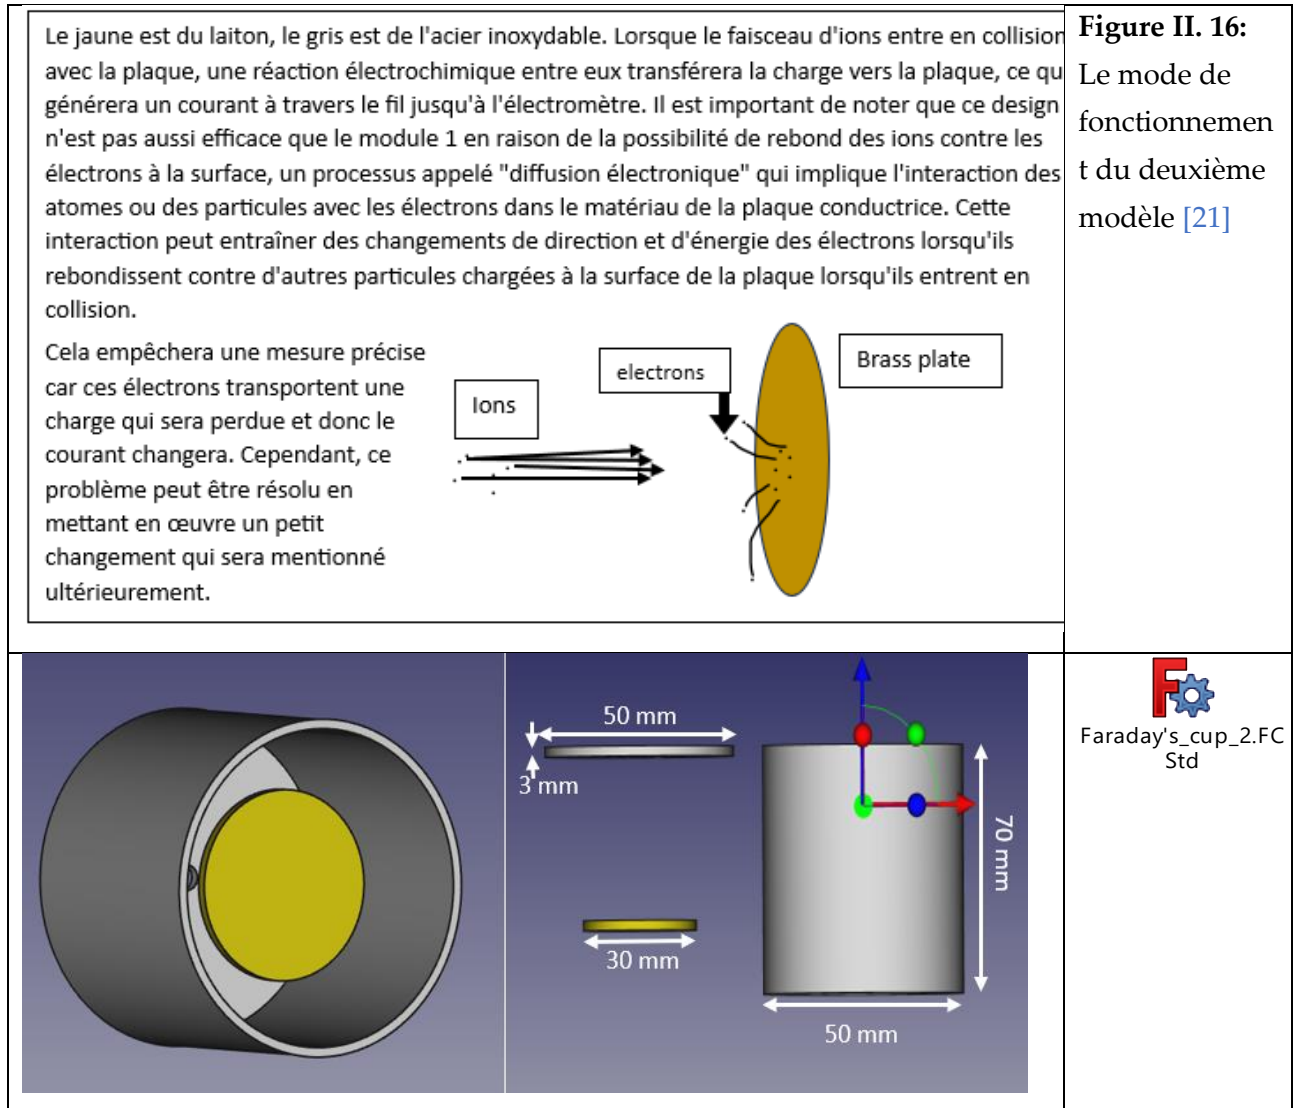 Le jaune est du laiton, le gris est de l'acier inoxydable. Lorsque le faisceau d'ions entre en collision
avec la plaque, une réaction électrochimique entre eux transférera la charge vers la plaque, ce qu
générera un courant à travers le fil jusqu'à l'électromètre. Il est important de noter que ce design
n'est pas aussi efficace que le module 1 en raison de la possibilité de rebond des ions contre les
électrons à la surface, un processus appelé "diffusion électronique" qui implique l'interaction des
atomes ou des particules avec les électrons dans le matériau de la plaque conductrice. Cette
interaction peut entraîner des changements de direction et d'énergie des électrons lorsqu'ils
rebondissent contre d'autres particules chargées à la surface de la plaque lorsqu'ils entrent en
collision.
Cela empêchera une mesure précise
car ces électrons transportent une
charge qui sera perdue et donc le
courant changera. Cependant, ce
problème peut être résolu en
mettant en œuvre un petit
changement qui sera mentionné
ultérieurement.
Ions
electrons
Brass plate
Figure II. 16:
Le mode de
fonctionnemen
t du deuxième
modèle [21]
50 mm
3 mm
30 mm
70 mm
50 mm
Faraday's_cup_2.FC
Std